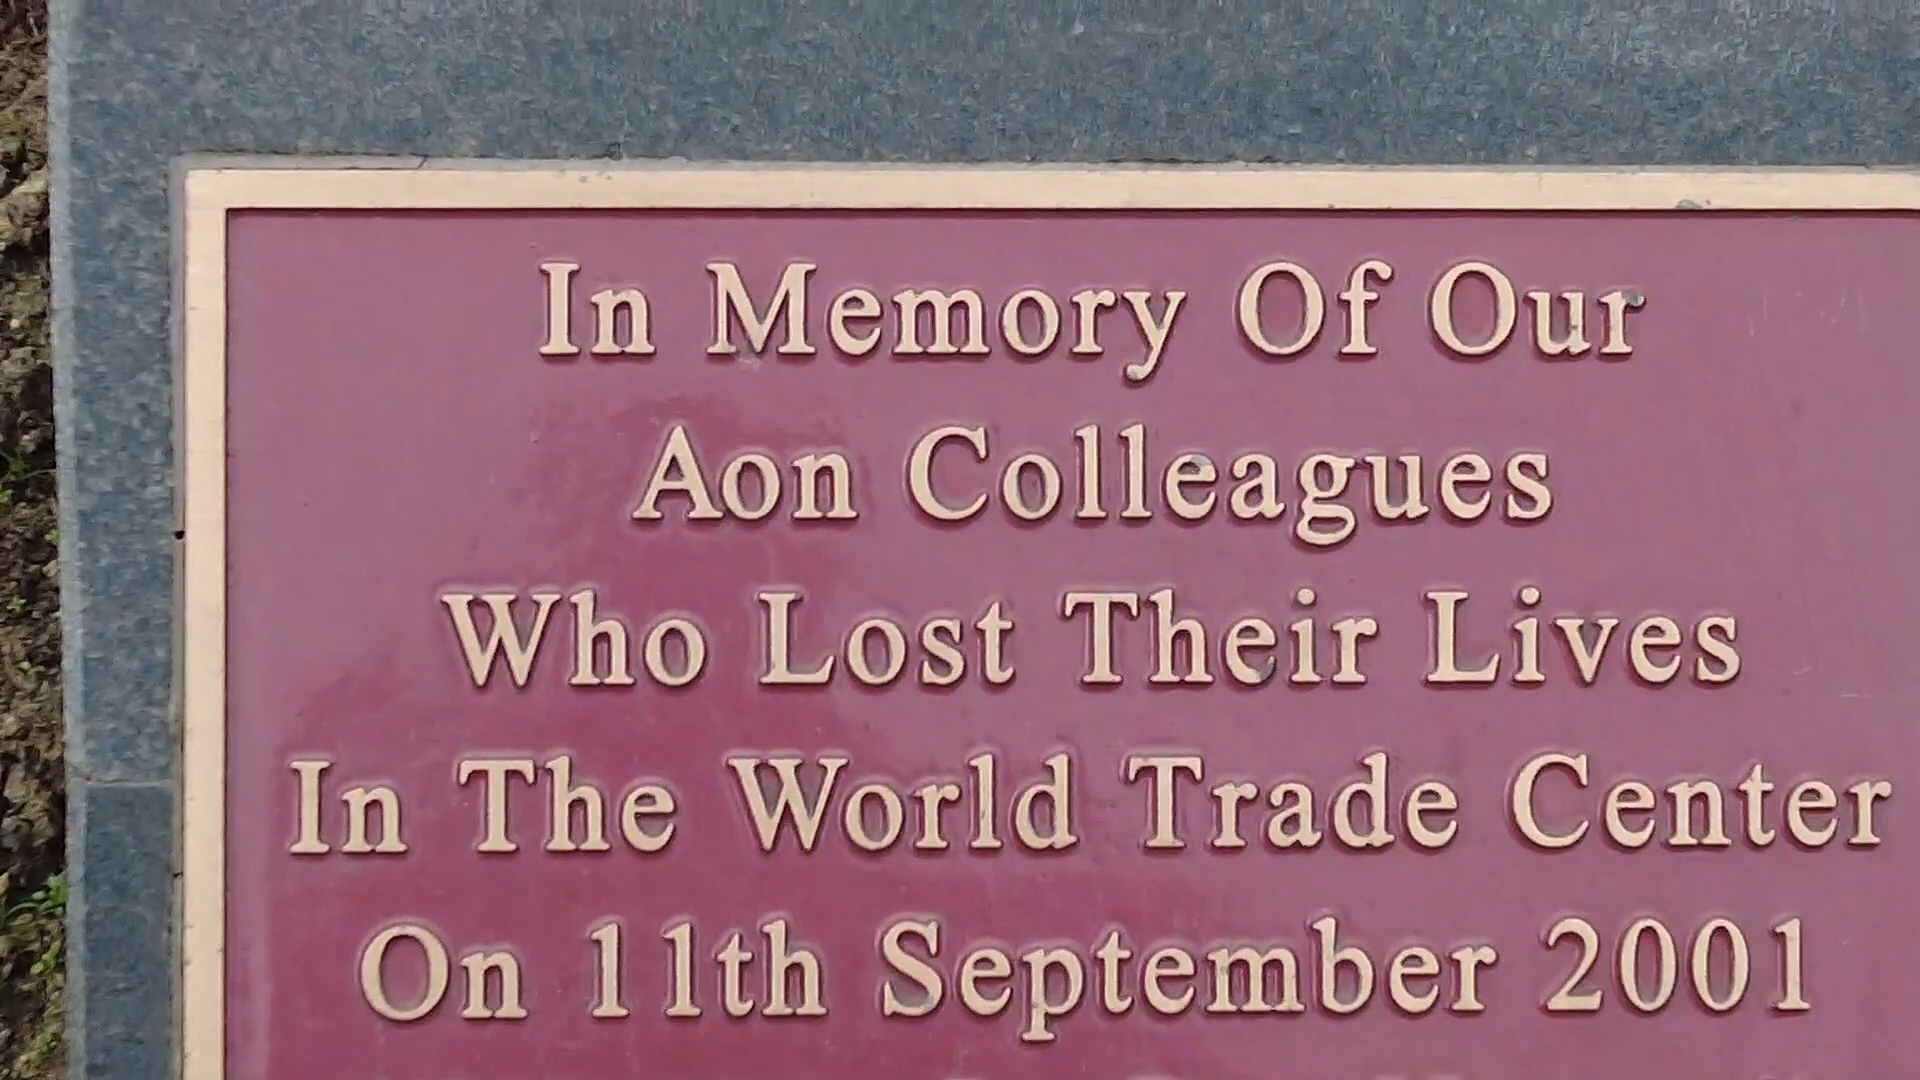 In Memory Of Our
Aon Colleagues
Who Lost Their Lives
In The World Trade Center
On 11th September 2001